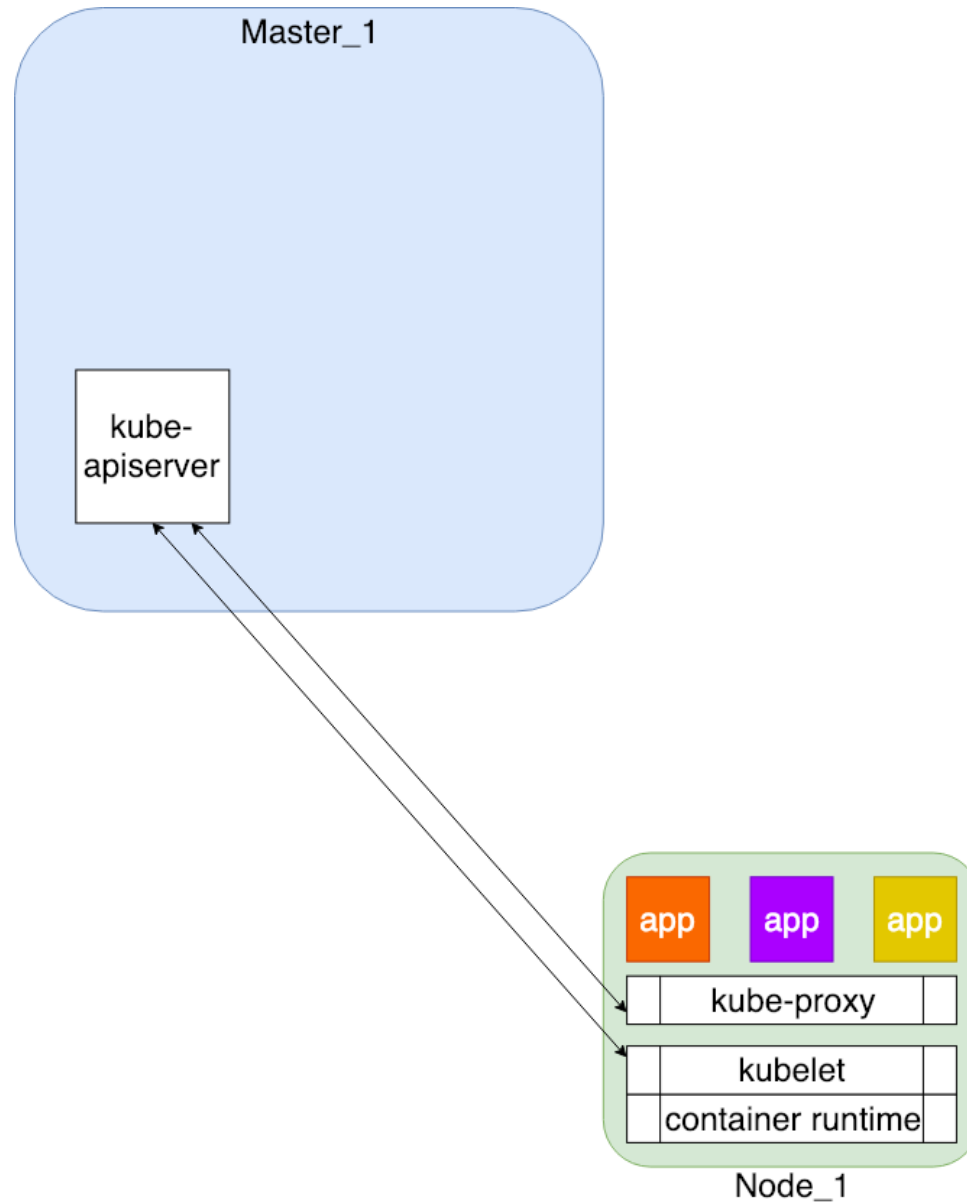 Master_1
kube-
apiserver
app
app
app
kube-proxy
kubelet
container runtime
Node_1